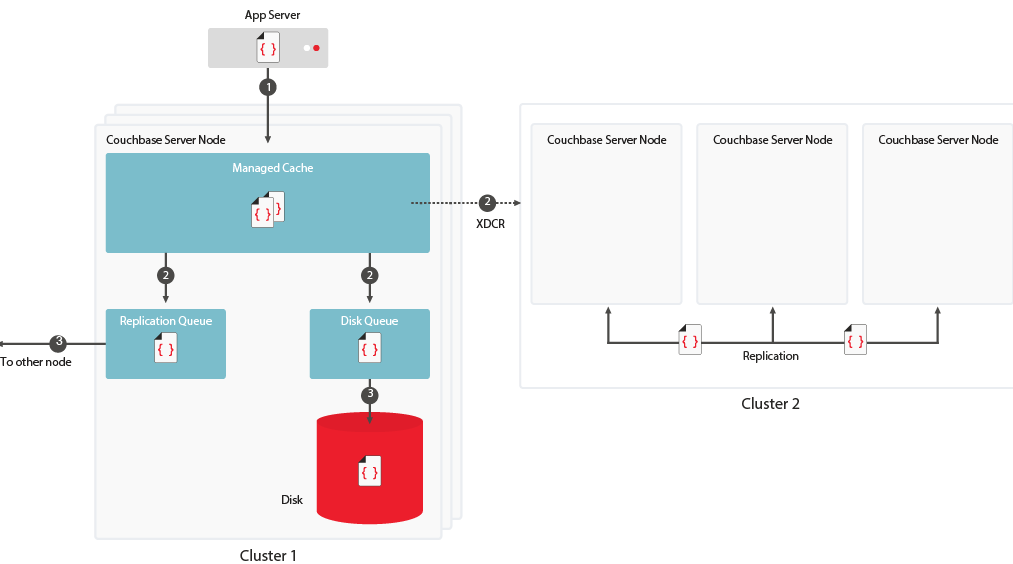 App Server
{ }
1
Couchbase Server Node
Managed Cache
{ } }
2
XDCR
2
2
Replication Queue
{ }
Disk Queue
{ }
3
To other node
3
{ }
Disk
Cluster 1
Couchbase Server Node
Couchbase Server Node
Couchbase Server Node
{ }
{ }
Replication
Cluster 2